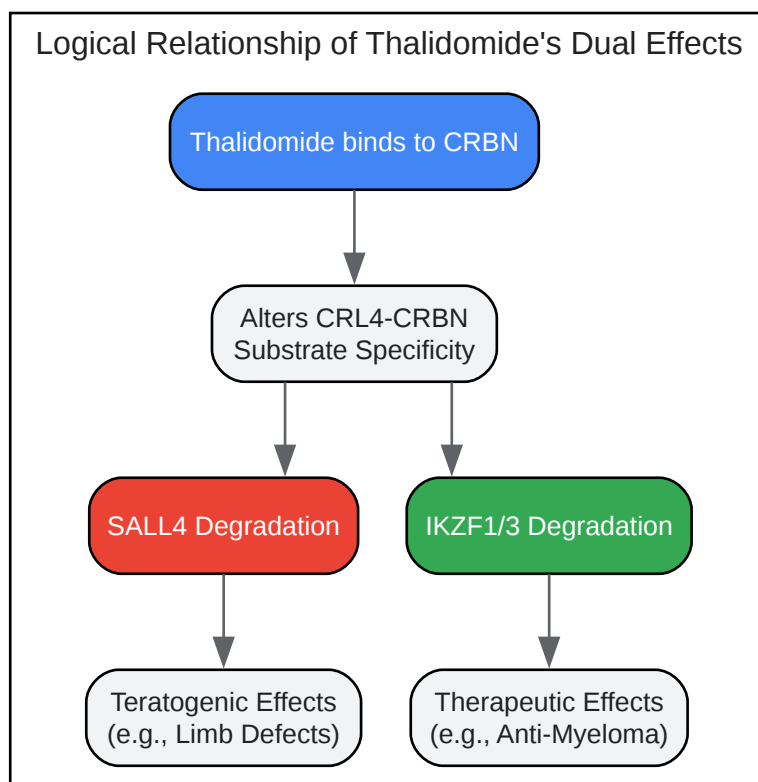 Logical Relationship of Thalidomide's Dual Effects
Thalidomide binds to CRBN
Alters CRL4-CRBN
Substrate Specificity
SALL4 Degradation
IKZF1/3 Degradation
Teratogenic Effects
(e.g., Limb Defects)
Therapeutic Effects
(e.g., Anti-Myeloma)